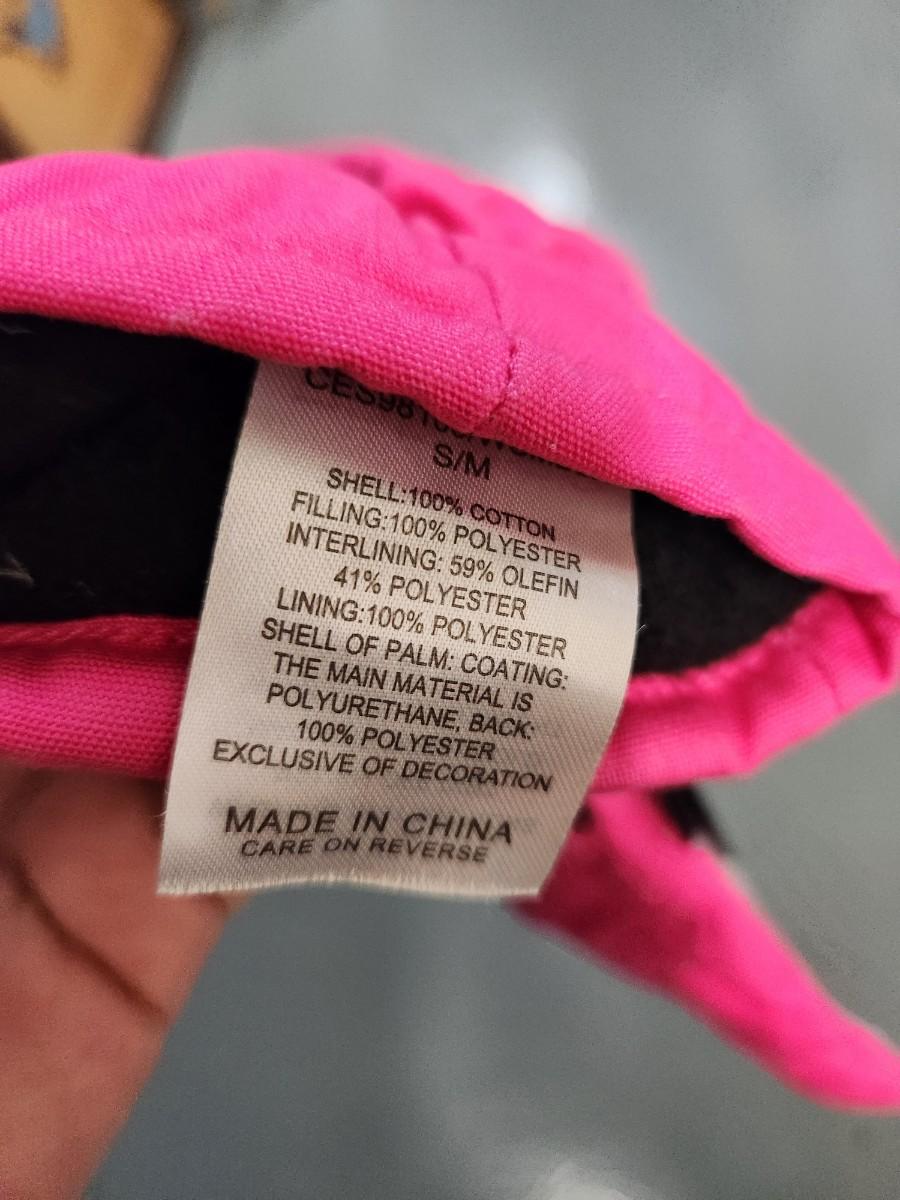 S/M
SHELL:100% COTTON
FILLING:100% POLYESTER
INTERLINING: 59% OLEFIN
41% POLYESTER
LINING:100% POLYESTER
SHELL OF PALM: COATING:
THE MAIN MATERIAL IS
POLYURETHANE, BACK:
100% POLYESTER
EXCLUSIVE OF DECORATION
MADE IN CHINA
CARE ON REVERSE